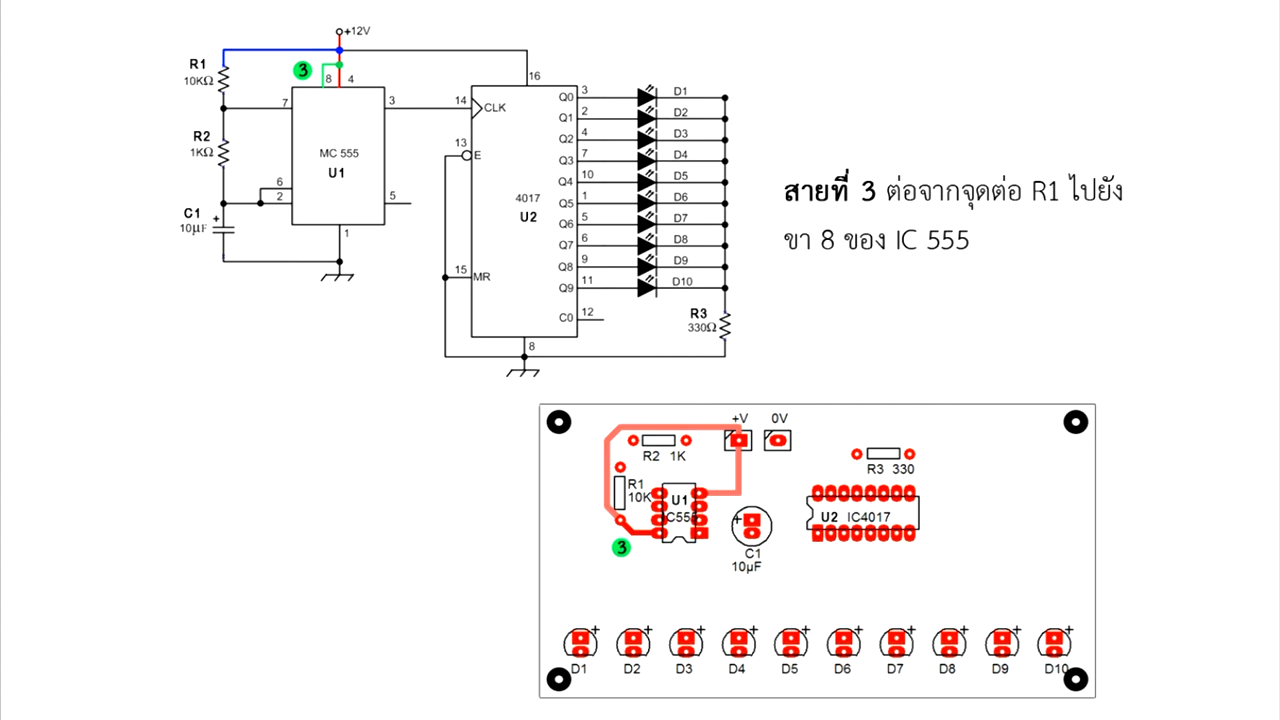 +12V
R1
10KΩ
3
8
4
7
3
14
CLK
16
R2
1KΩ
MC 555
U1
6
2
5
C1
+
10µF
1
13
E
4017
U2
15
MR
8
Q0
3
D1
Q1
2
D2
Q2
4
D3
Q3
7
D4
Q4
10
D5
Q5
1
D6
Q6
5
D7
Q7
6
D8
Q8
9
D9
Q9
11
D10
C0
12
R3
330Ω
สายที่ 3 ต่อจากจุดต่อ R1 ไปยัง
ขา 8 ของ IC 555
+V
0V
R2 1K
R3 330
R1
10K
U1
IC555
3
+
C1
10µF
U2 IC4017
+ + + + + + + + + +
D1 D2 D3 D4 D5 D6 D7 D8 D9 D10